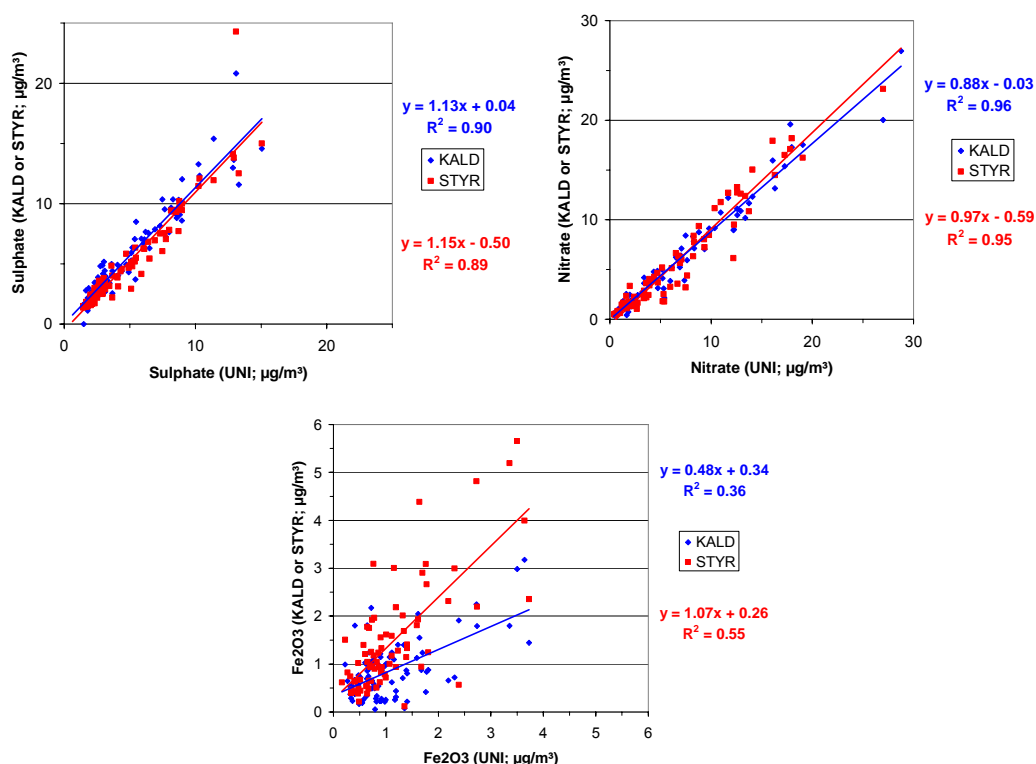 Sulphate (KALD or STYR; µg/m³)
20
10
0
0
10
20
Sulphate (UNI; µg/m³)
y = 1.13x + 0.04
R² = 0.90
KALD
STYR
y = 1.15x - 0.50
R² = 0.89
Nitrate (KALD or STYR; µg/m³)
30
20
10
0
0
10
20
30
Nitrate (UNI; µg/m³)
y = 0.88x - 0.03
R² = 0.96
KALD
STYR
y = 0.97x - 0.59
R² = 0.95
Fe2O3 (KALD or STYR; µg/m³)
6
5
4
3
2
1
0
0
1
2
3
4
5
6
Fe2O3 (UNI; µg/m³)
y = 0.48x + 0.34
R² = 0.36
KALD
STYR
y = 1.07x + 0.26
R² = 0.55